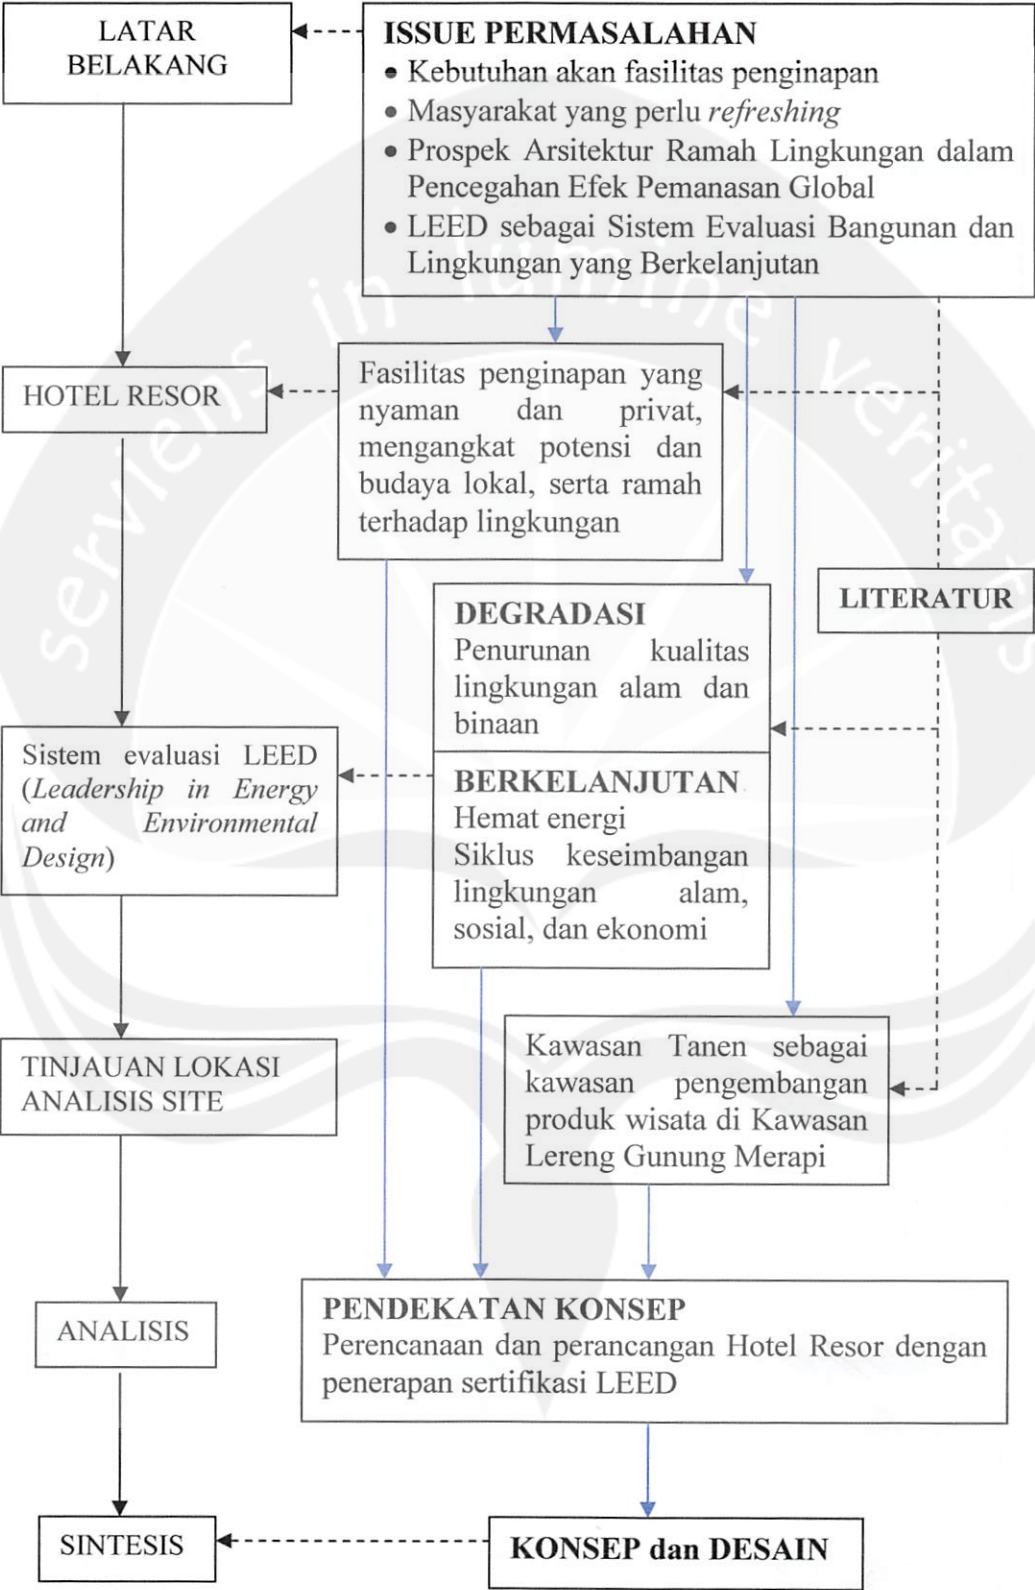 LATAR
BELAKANG
ISSUE PERMASALAHAN
• Kebutuhan akan fasilitas penginapan
• Masyarakat yang perlu refreshing
• Prospek Arsitektur Ramah Lingkungan dalam
Pencegahan Efek Pemanasan Global
• LEED sebagai Sistem Evaluasi Bangunan dan
Lingkungan yang Berkelanjutan
HOTEL RESOR
Fasilitas penginapan yang
nyaman dan privat,
mengangkat potensi dan
budaya lokal, serta ramah
terhadap lingkungan
LITERATUR
DEGRADASI
Penurunan kualitas
lingkungan alam dan
binaan
Sistem evaluasi LEED
(Leadership in Energy
and Environmental
Design)
BERKELANJUTAN
Hemat energi
Siklus keseimbangan
lingkungan alam,
sosial, dan ekonomi
TINJAUAN LOKASI
ANALISIS SITE
Kawasan Tanen sebagai
kawasan pengembangan
produk wisata di Kawasan
Lereng Gunung Merapi
ANALISIS
PENDEKATAN KONSEP
Perencanaan dan perancangan Hotel Resor dengan
penerapan sertifikasi LEED
SINTESIS
KONSEP dan DESAIN
serviens in lumine veritatis